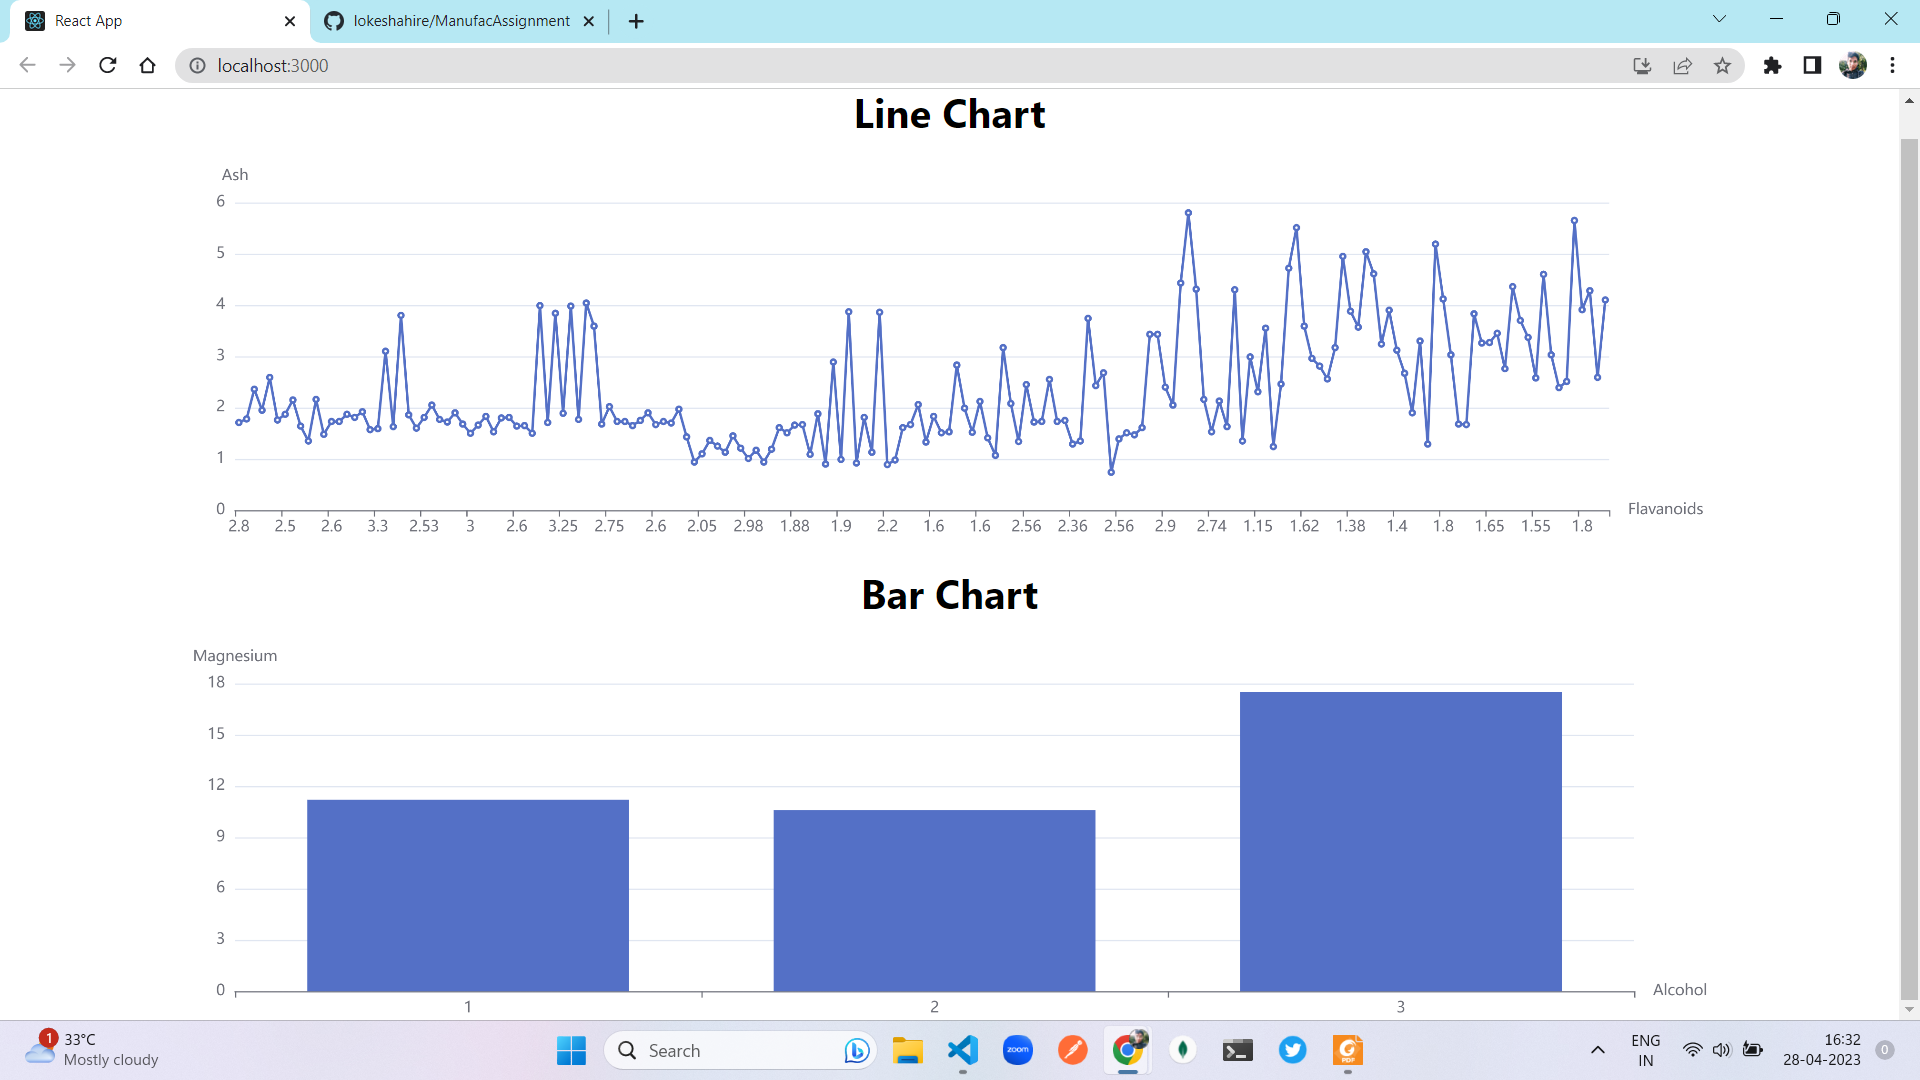 React App
lokeshahire/ManufacAssignment
localhost:3000
Line Chart
Ash
6
5
4
3
2
1
0
2.8 2.5 2.6 3.3 2.53 3 2.6 3.25 2.75 2.6 2.05 2.98 1.88 1.9 2.2 1.6 1.6 2.56 2.36 2.56 2.9 2.74 1.15 1.62 1.38 1.4 1.8 1.65 1.55 1.8
Flavanoids
Bar Chart
Magnesium
18
15
12
9
6
3
0
1 2 3
Alcohol
1
33°C
Mostly cloudy
Search
zoom
PDF
ENG
IN
16:32
28-04-2023
0